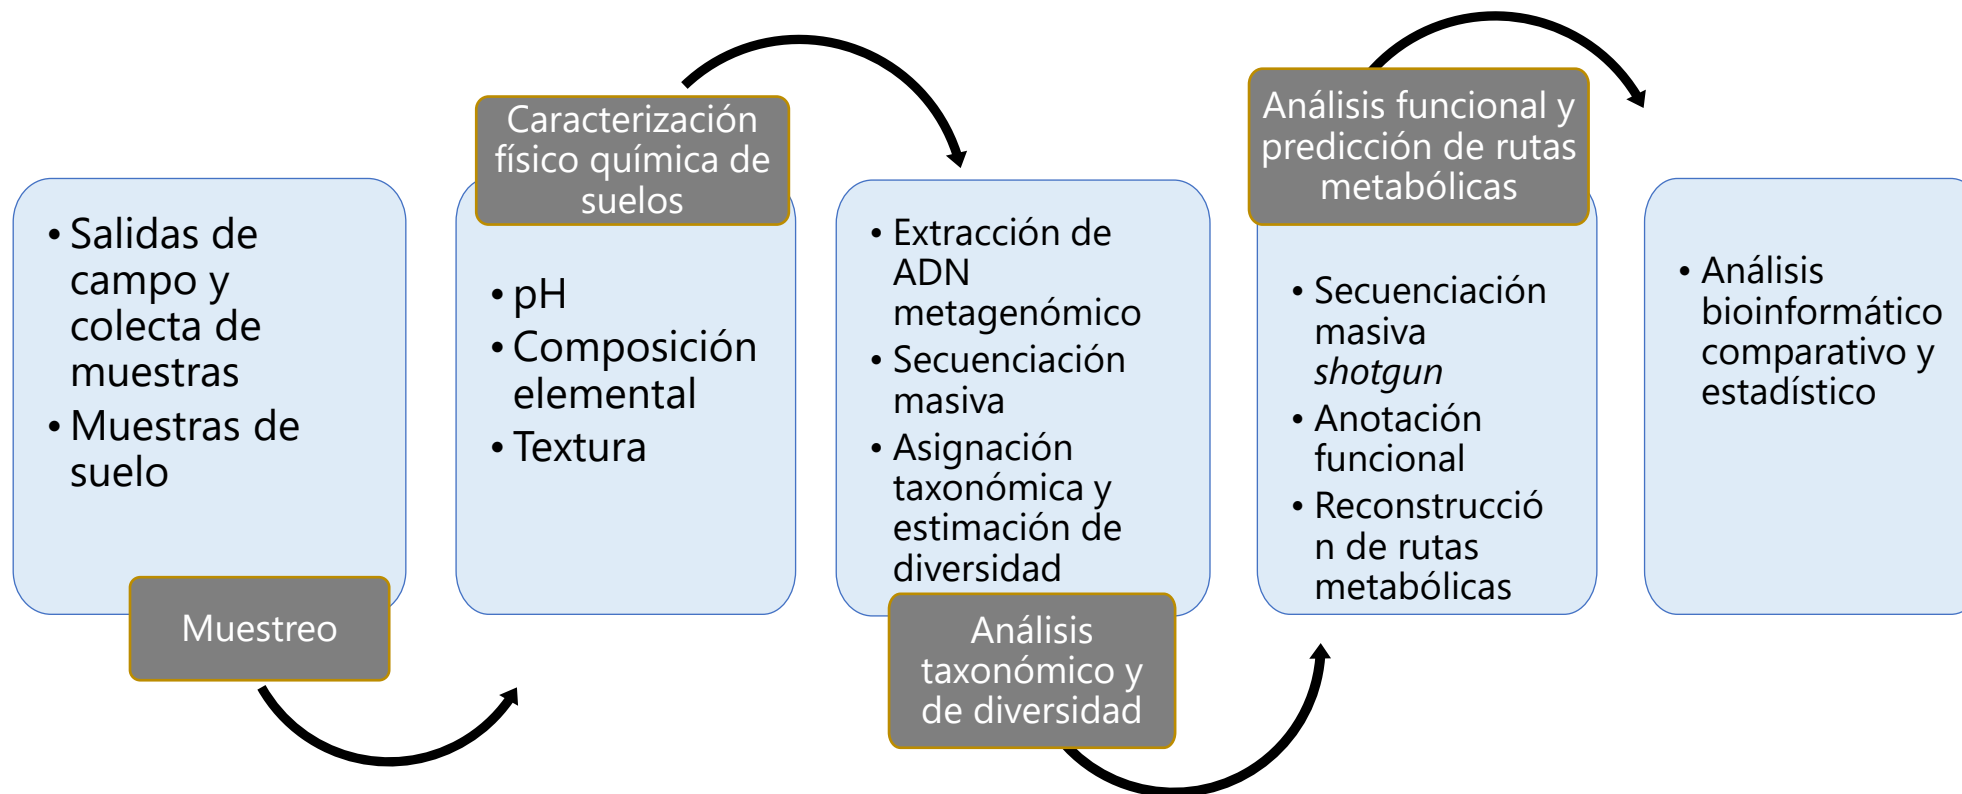 • Salidas de
campo y
colecta de
muestras
• Muestras de
suelo
Muestreo
Caracterización
físico química de
suelos
• pH
• Composición
elemental
• Textura
• Extracción de
ADN
metagenómico
• Secuenciación
masiva
• Asignación
taxonómica y
estimación de
diversidad
Análisis
taxonómico y
de diversidad
Análisis funcional y
predicción de rutas
metabólicas
• Secuenciación
masiva
shotgun
• Anotación
funcional
• Reconstrucció
n de rutas
metabólicas
• Análisis
bioinformático
comparativo y
estadístico